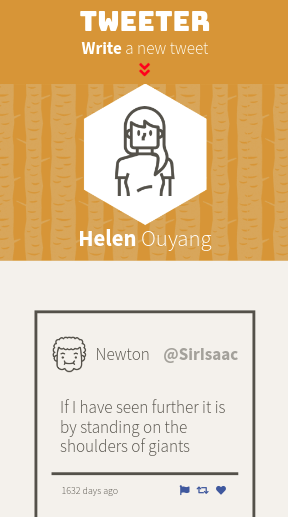 TWEETER
Write a new tweet
Helen Ouyang
Newton @SirIsaac
If I have seen further it is
by standing on the
shoulders of giants
1632 days ago